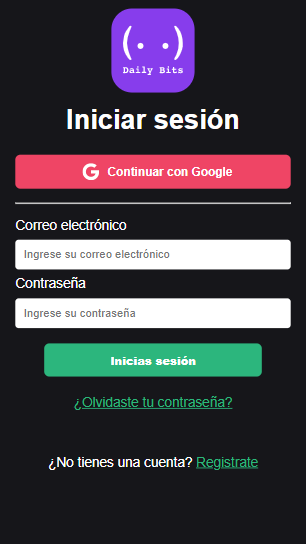 (. .)
Daily Bits
Iniciar sesión
G Continuar con Google
Correo electrónico
Ingrese su correo electrónico
Contraseña
Ingrese su contraseña
Inicias sesión
¿Olvidaste tu contraseña?
¿No tienes una cuenta? Registrate